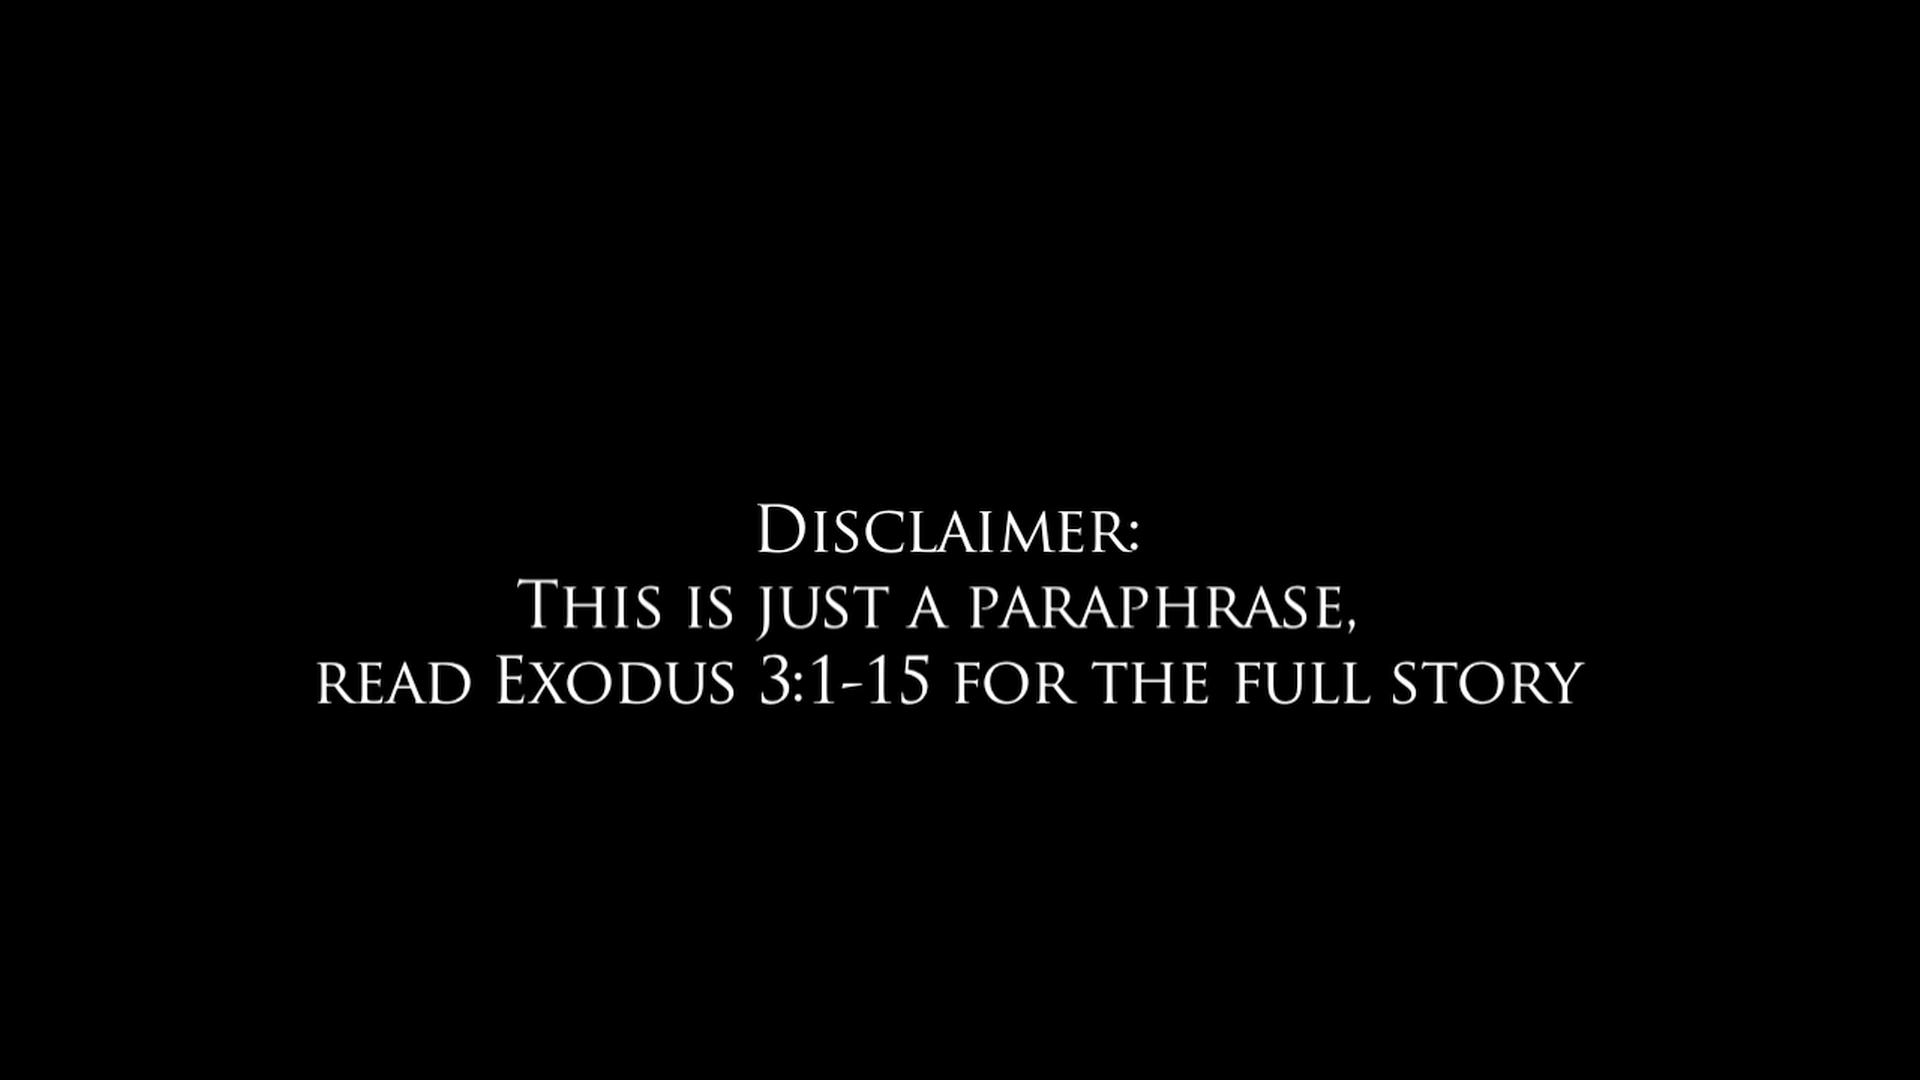 Disclaimer:
This is just a paraphrase,
read Exodus 3:1-15 for the full story